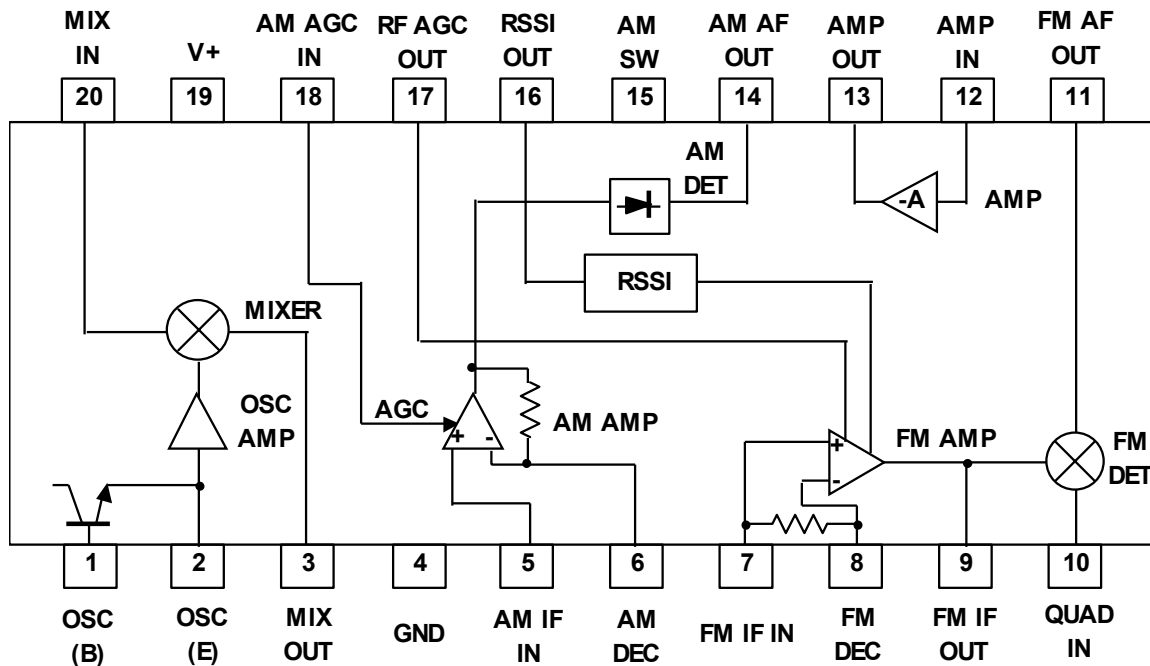 MIX IN
V+
AM AGC IN
RF AGC OUT
RSSI OUT
AM SW
AM AF OUT
AMP OUT
AMP IN
FM AF OUT
20
19
18
17
16
15
14
13
12
11
AM DET
-A
AMP
RSSI
MIXER
OSC AMP
AGC
+
-
AM AMP
+
-
FM AMP
FM DET
1
2
3
4
5
6
7
8
9
10
OSC (B)
OSC (E)
MIX OUT
GND
AM IF IN
AM DEC
FM IF IN
FM DEC
FM IF OUT
QUAD IN